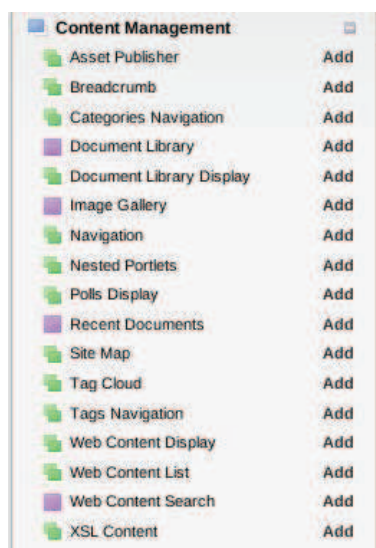 Content Management
Asset Publisher Add
Breadcrumb Add
Categories Navigation Add
Document Library Add
Document Library Display Add
Image Gallery Add
Navigation Add
Nested Portlets Add
Polls Display Add
Recent Documents Add
Site Map Add
Tag Cloud Add
Tags Navigation Add
Web Content Display Add
Web Content List Add
Web Content Search Add
XSL Content Add